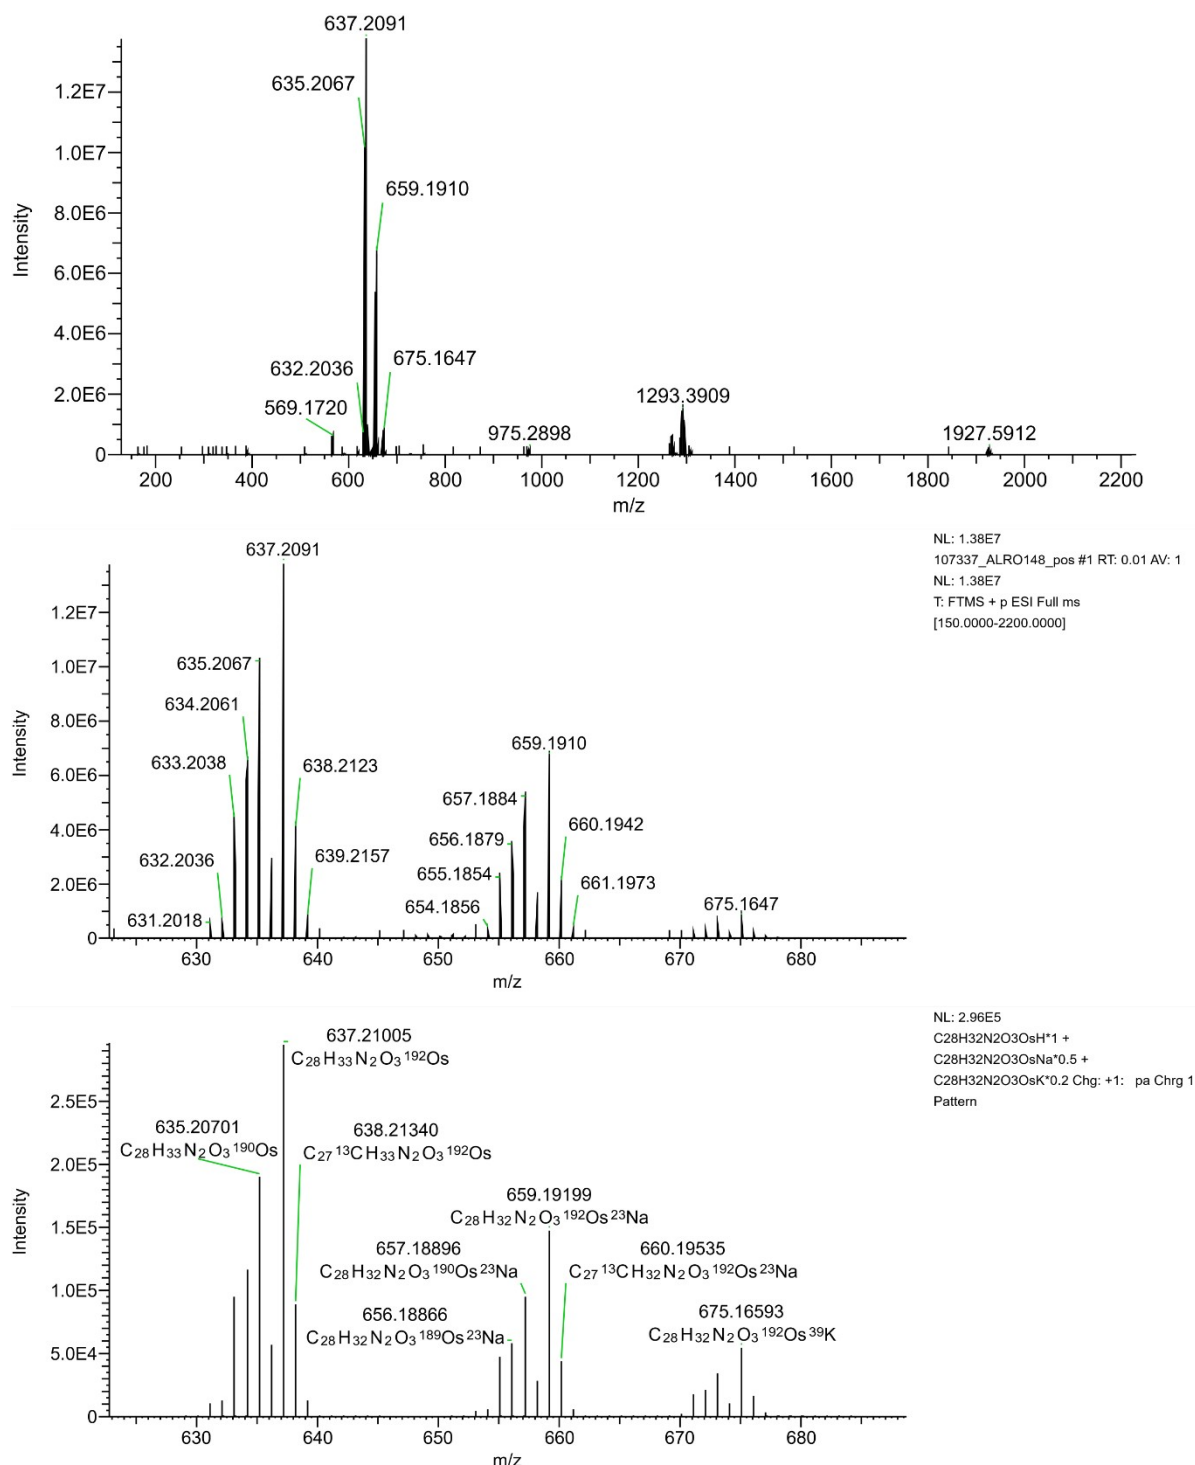 637.2091
635.2067
659.1910
632.2036
675.1647
569.1720
975.2898
1293.3909
1927.5912
1.2E7
1.0E7
8.0E6
6.0E6
4.0E6
2.0E6
0
Intensity
200 400 600 800 1000 1200 1400 1600 1800 2000 2200
m/z
NL: 1.38E7
107337_ALRO148_pos #1 RT: 0.01 AV: 1
NL: 1.38E7
T: FTMS + p ESI Full ms
[150.0000-2200.0000]
637.2091
635.2067
634.2061
633.2038
638.2123
632.2036
639.2157
631.2018
659.1910
657.1884
656.1879
660.1942
655.1854
661.1973
654.1856
675.1647
1.2E7
1.0E7
8.0E6
6.0E6
4.0E6
2.0E6
0
Intensity
630 640 650 660 670 680
m/z
NL: 2.96E5
C28H32N2O3OsH*1 +
C28H32N2O3OsNa*0.5 +
C28H32N2O3OsK*0.2 Chg: +1: pa Chrg 1
Pattern
637.21005
C₂₈H₃₃N₂O₃¹⁹²Os
635.20701
C₂₈H₃₃N₂O₃¹⁹⁰Os
638.21340
C₂₇¹³CH₃₃N₂O₃¹⁹²Os
659.19199
C₂₈H₃₂N₂O₃¹⁹²Os²³Na
657.18896
C₂₈H₃₂N₂O₃¹⁹⁰Os²³Na
660.19535
C₂₇¹³CH₃₂N₂O₃¹⁹²Os²³Na
656.18866
C₂₈H₃₂N₂O₃¹⁸⁹Os²³Na
675.16593
C₂₈H₃₂N₂O₃¹⁹²Os³⁹K
2.5E5
2.0E5
1.5E5
1.0E5
5.0E4
0
Intensity
630 640 650 660 670 680
m/z